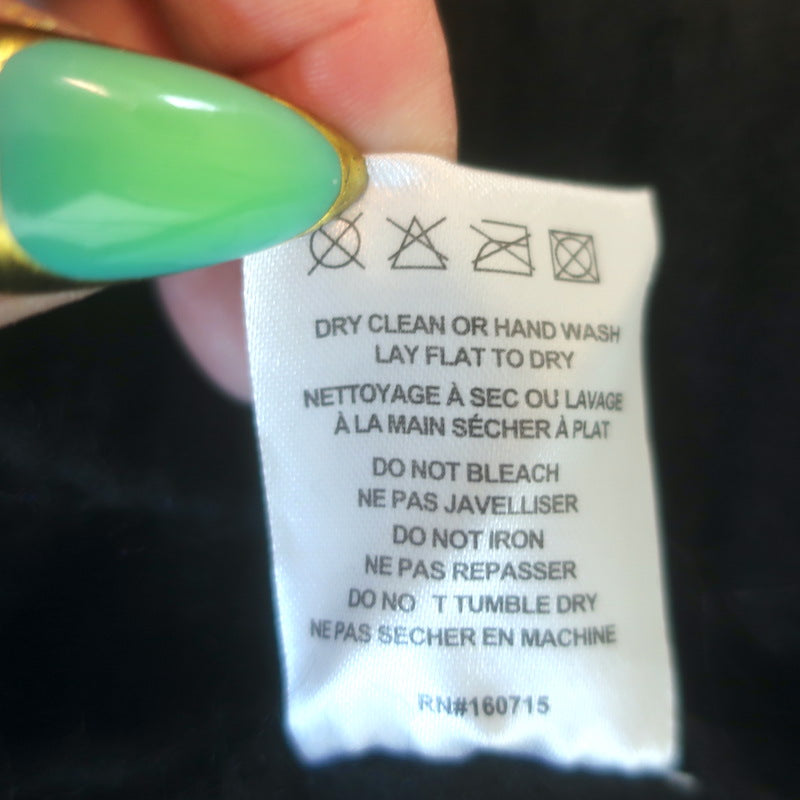 DRY CLEAN OR HAND WASH
LAY FLAT TO DRY
NETTOYAGE À SEC OU LAVAGE
À LA MAIN SÉCHER À PLAT
DO NOT BLEACH
NE PAS JAVELLISER
DO NOT IRON
NE PAS REPASSER
DO NO T TUMBLE DRY
NE PAS SECHER EN MACHINE
RN#160715